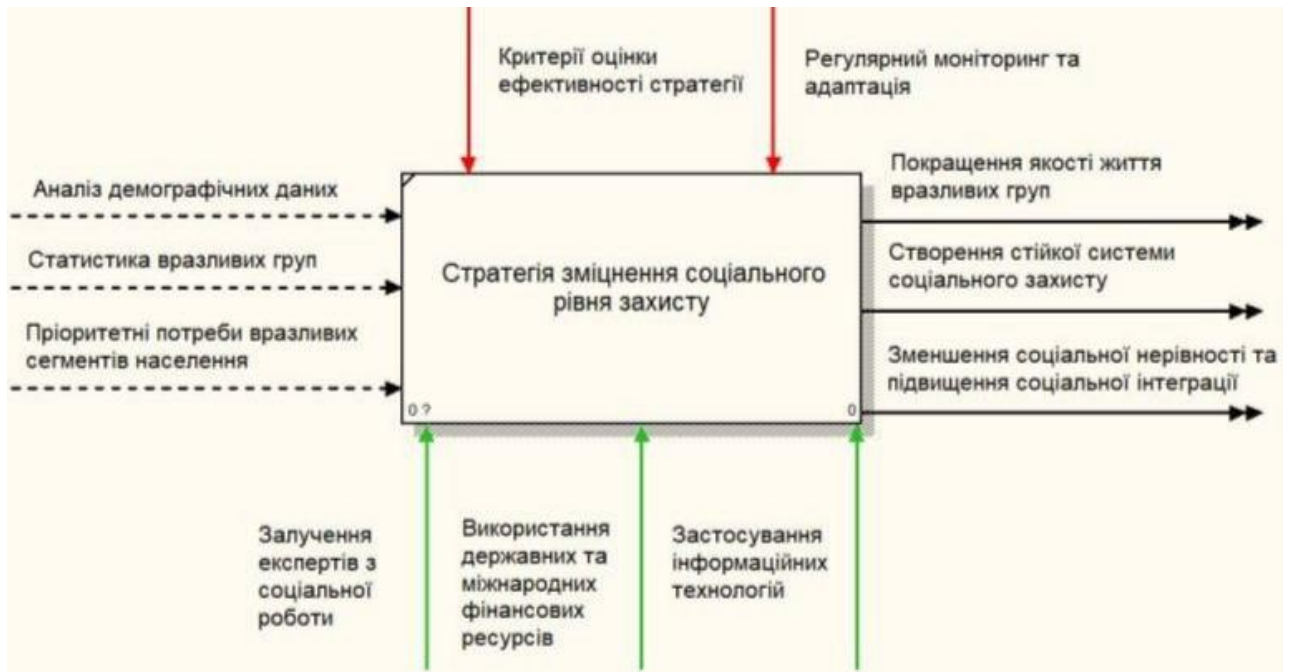 Критерії оцінки
ефективності стратегії
Регулярний моніторинг та
адаптація
Аналіз демографічних даних
Статистика вразливих груп
Пріоритетні потреби вразливих
сегментів населення
Стратегія зміцнення соціального
рівня захисту
0 ?
0
Покращення якості життя
вразливих груп
Створення стійкої системи
соціального захисту
Зменшення соціальної нерівності та
підвищення соціальної інтеграції
Залучення
експертів з
соціальної
роботи
Використання
державних та
міжнародних
фінансових
ресурсів
Застосування
інформаційних
технологій